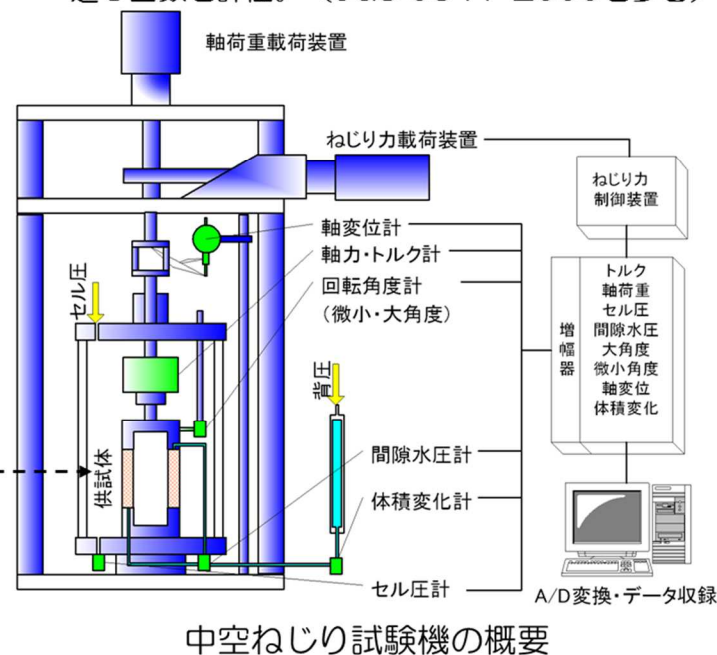 軸荷重載荷装置
ねじり力載荷装置
ねじり力
制御装置
軸変位計
軸力・トルク計
回転角度計
(微小・大角度)
セル圧
背圧
供試体
間隙水圧計
体積変化計
セル圧計
増幅器
トルク
軸荷重
セル圧
間隙水圧
大角度
微小角度
軸変位
体積変化
A/D変換・データ収録
中空ねじり試験機の概要